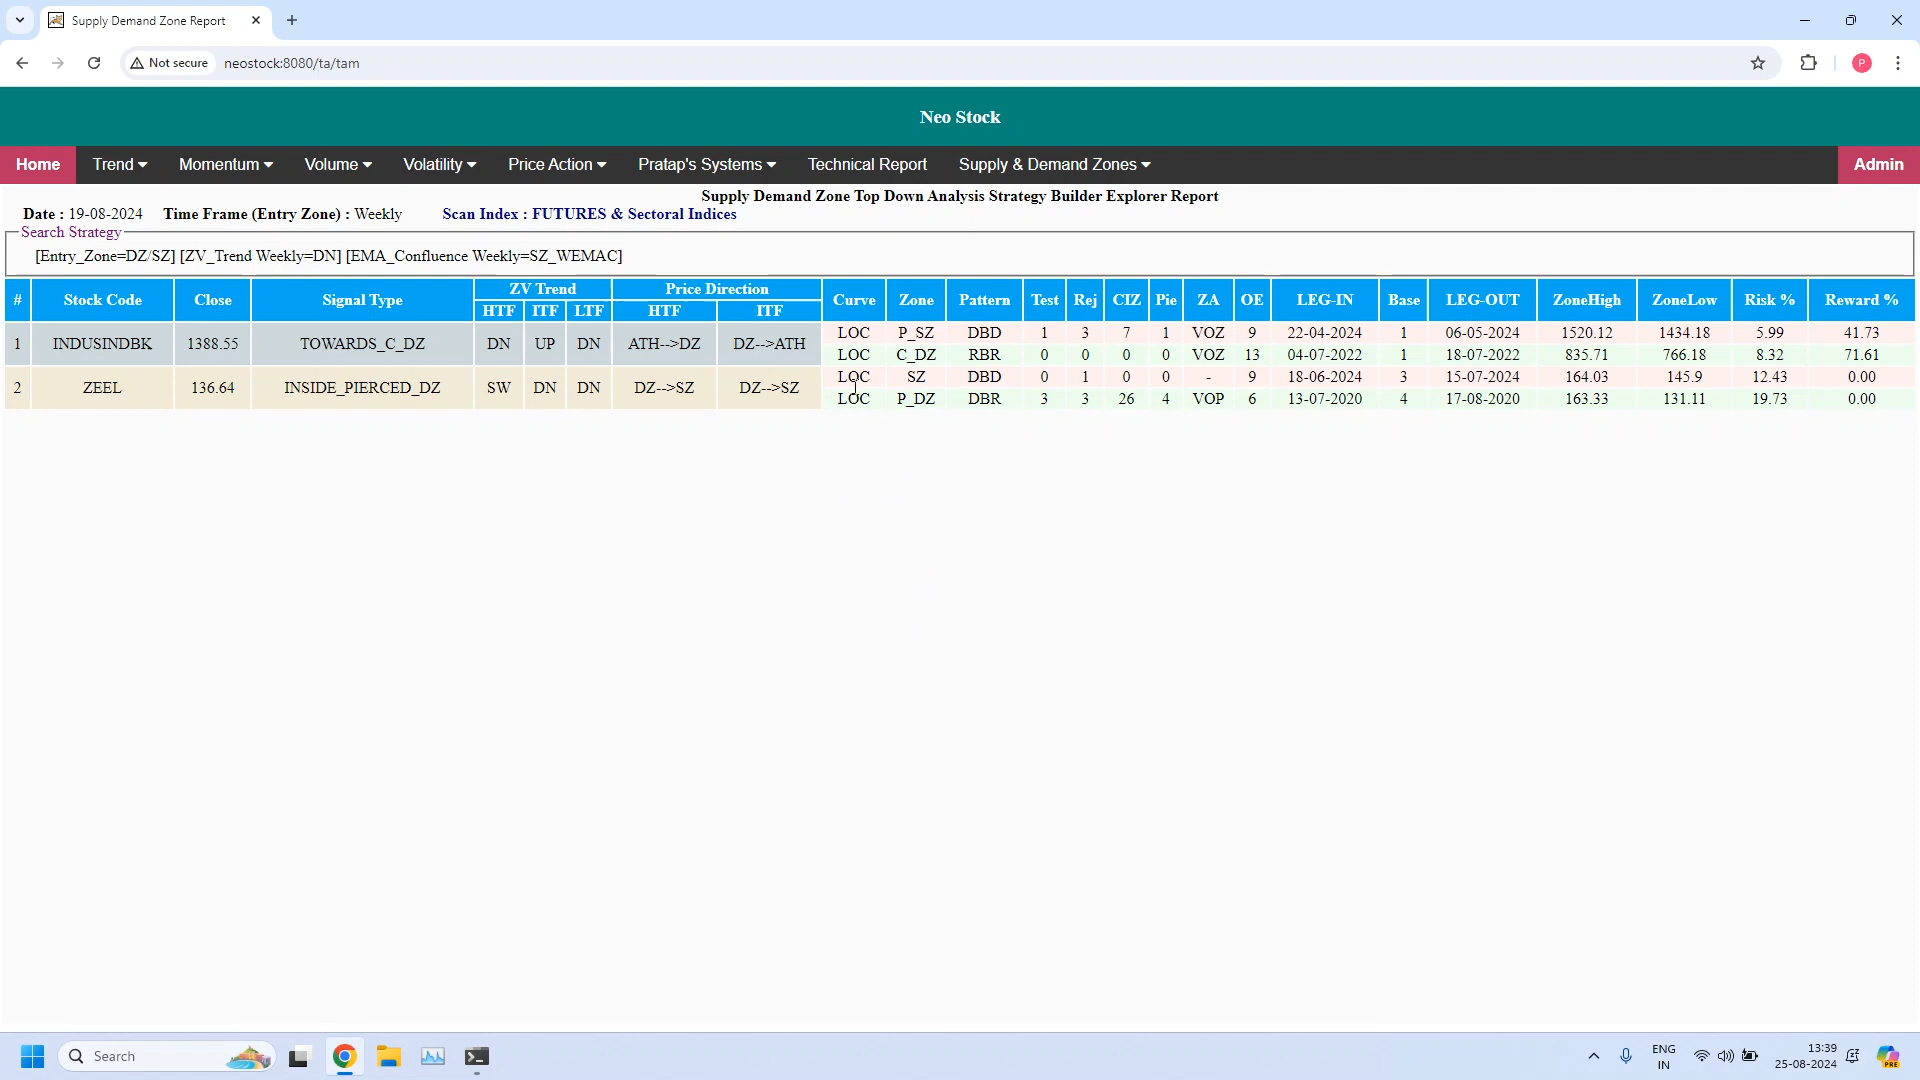 Supply Demand Zone Report
Not secure neostock:8080/ta/tam P
Neo Stock
Home Trend Momentum Volume Volatility Price Action Pratap's Systems Technical Report Supply & Demand Zones Admin
Supply Demand Zone Top Down Analysis Strategy Builder Explorer Report
Date : 19-08-2024 Time Frame (Entry Zone) : Weekly Scan Index : FUTURES & Sectoral Indices
Search Strategy
[Entry_Zone=DZ/SZ] [ZV_Trend Weekly=DN] [EMA_Confluence Weekly=SZ_WEMAC]
# Stock Code Close Signal Type ZV Trend Price Direction Curve Zone Pattern Test Rej CIZ Pie ZA OE LEG-IN Base LEG-OUT ZoneHigh ZoneLow Risk % Reward %
HTF ITF LTF HTF ITF
1 INDUSINDBK 1388.55 TOWARDS_C_DZ DN UP DN ATH-->DZ DZ-->ATH LOC P_SZ DBD 1 3 7 1 VOZ 9 22-04-2024 1 06-05-2024 1520.12 1434.18 5.99 41.73
LOC C_DZ RBR 0 0 0 0 VOZ 13 04-07-2022 1 18-07-2022 835.71 766.18 8.32 71.61
2 ZEEL 136.64 INSIDE_PIERCED_DZ SW DN DN DZ-->SZ DZ-->SZ LOC SZ DBD 0 1 0 0 - 9 18-06-2024 3 15-07-2024 164.03 145.9 12.43 0.00
LOC P_DZ DBR 3 3 26 4 VOP 6 13-07-2020 4 17-08-2020 163.33 131.11 19.73 0.00
Search ENG 13:39
IN 25-08-2024
PRE